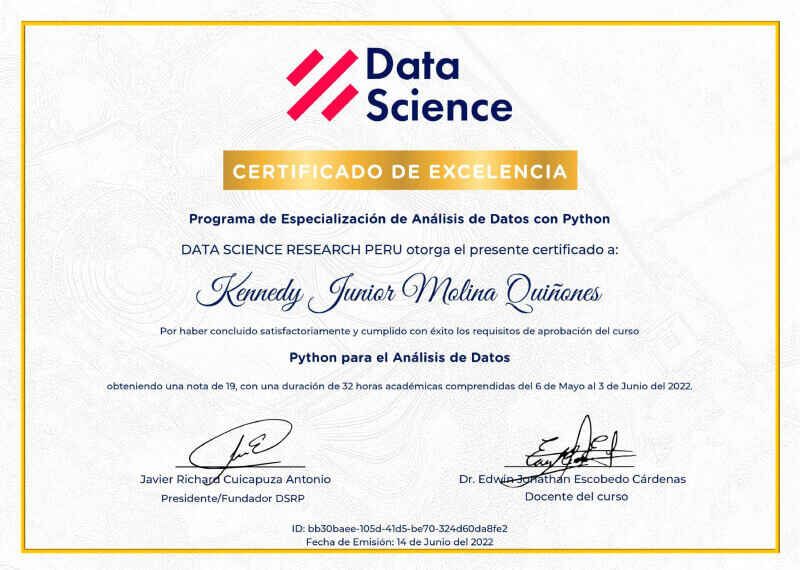 Data
Science
CERTIFICADO DE EXCELENCIA
Programa de Especialización de Análisis de Datos con Python
DATA SCIENCE RESEARCH PERU otorga el presente certificado a:
Kennedy Junior Molina Quiñones
Por haber concluido satisfactoriamente y cumplido con éxito los requisitos de aprobación del curso
Python para el Análisis de Datos
obteniendo una nota de 19, con una duración de 32 horas académicas comprendidas del 6 de Mayo al 3 de Junio del 2022.
Javier Richard Cuicapuza Antonio
Presidente/Fundador DSRP
Dr. Edwin Jonathan Escobedo Cárdenas
Docente del curso
ID: bb30baee-105d-41d5-be70-324d60da8fe2
Fecha de Emisión: 14 de Junio del 2022